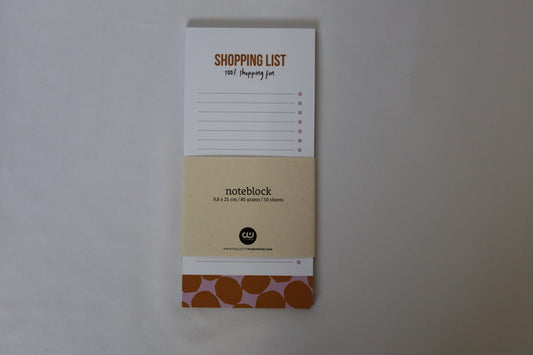 SHOPPING LIST
100% shopping fun
noteblock
9,8 x 21 cm / 80 grams / 50 sheets